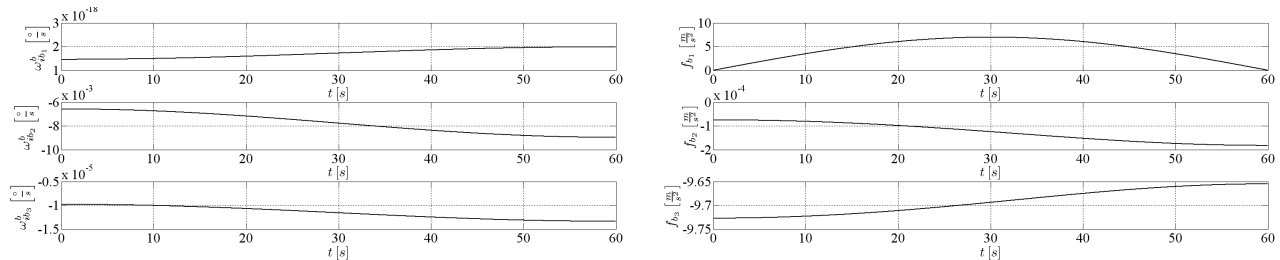 x 10^-18
3
2
1
ω^b_ib1 [°/s]
0 10 20 30 40 50 60
t [s]
x 10^-3
-6
-8
-10
ω^b_ib2 [°/s]
0 10 20 30 40 50 60
t [s]
x 10^-5
-0.5
-1
-1.5
ω^b_ib3 [°/s]
0 10 20 30 40 50 60
t [s]
10
5
0
f_b1 [m/s^2]
0 10 20 30 40 50 60
t [s]
x 10^-4
0
-1
-2
f_b2 [m/s^2]
0 10 20 30 40 50 60
t [s]
-9.65
-9.7
-9.75
f_b3 [m/s^2]
0 10 20 30 40 50 60
t [s]